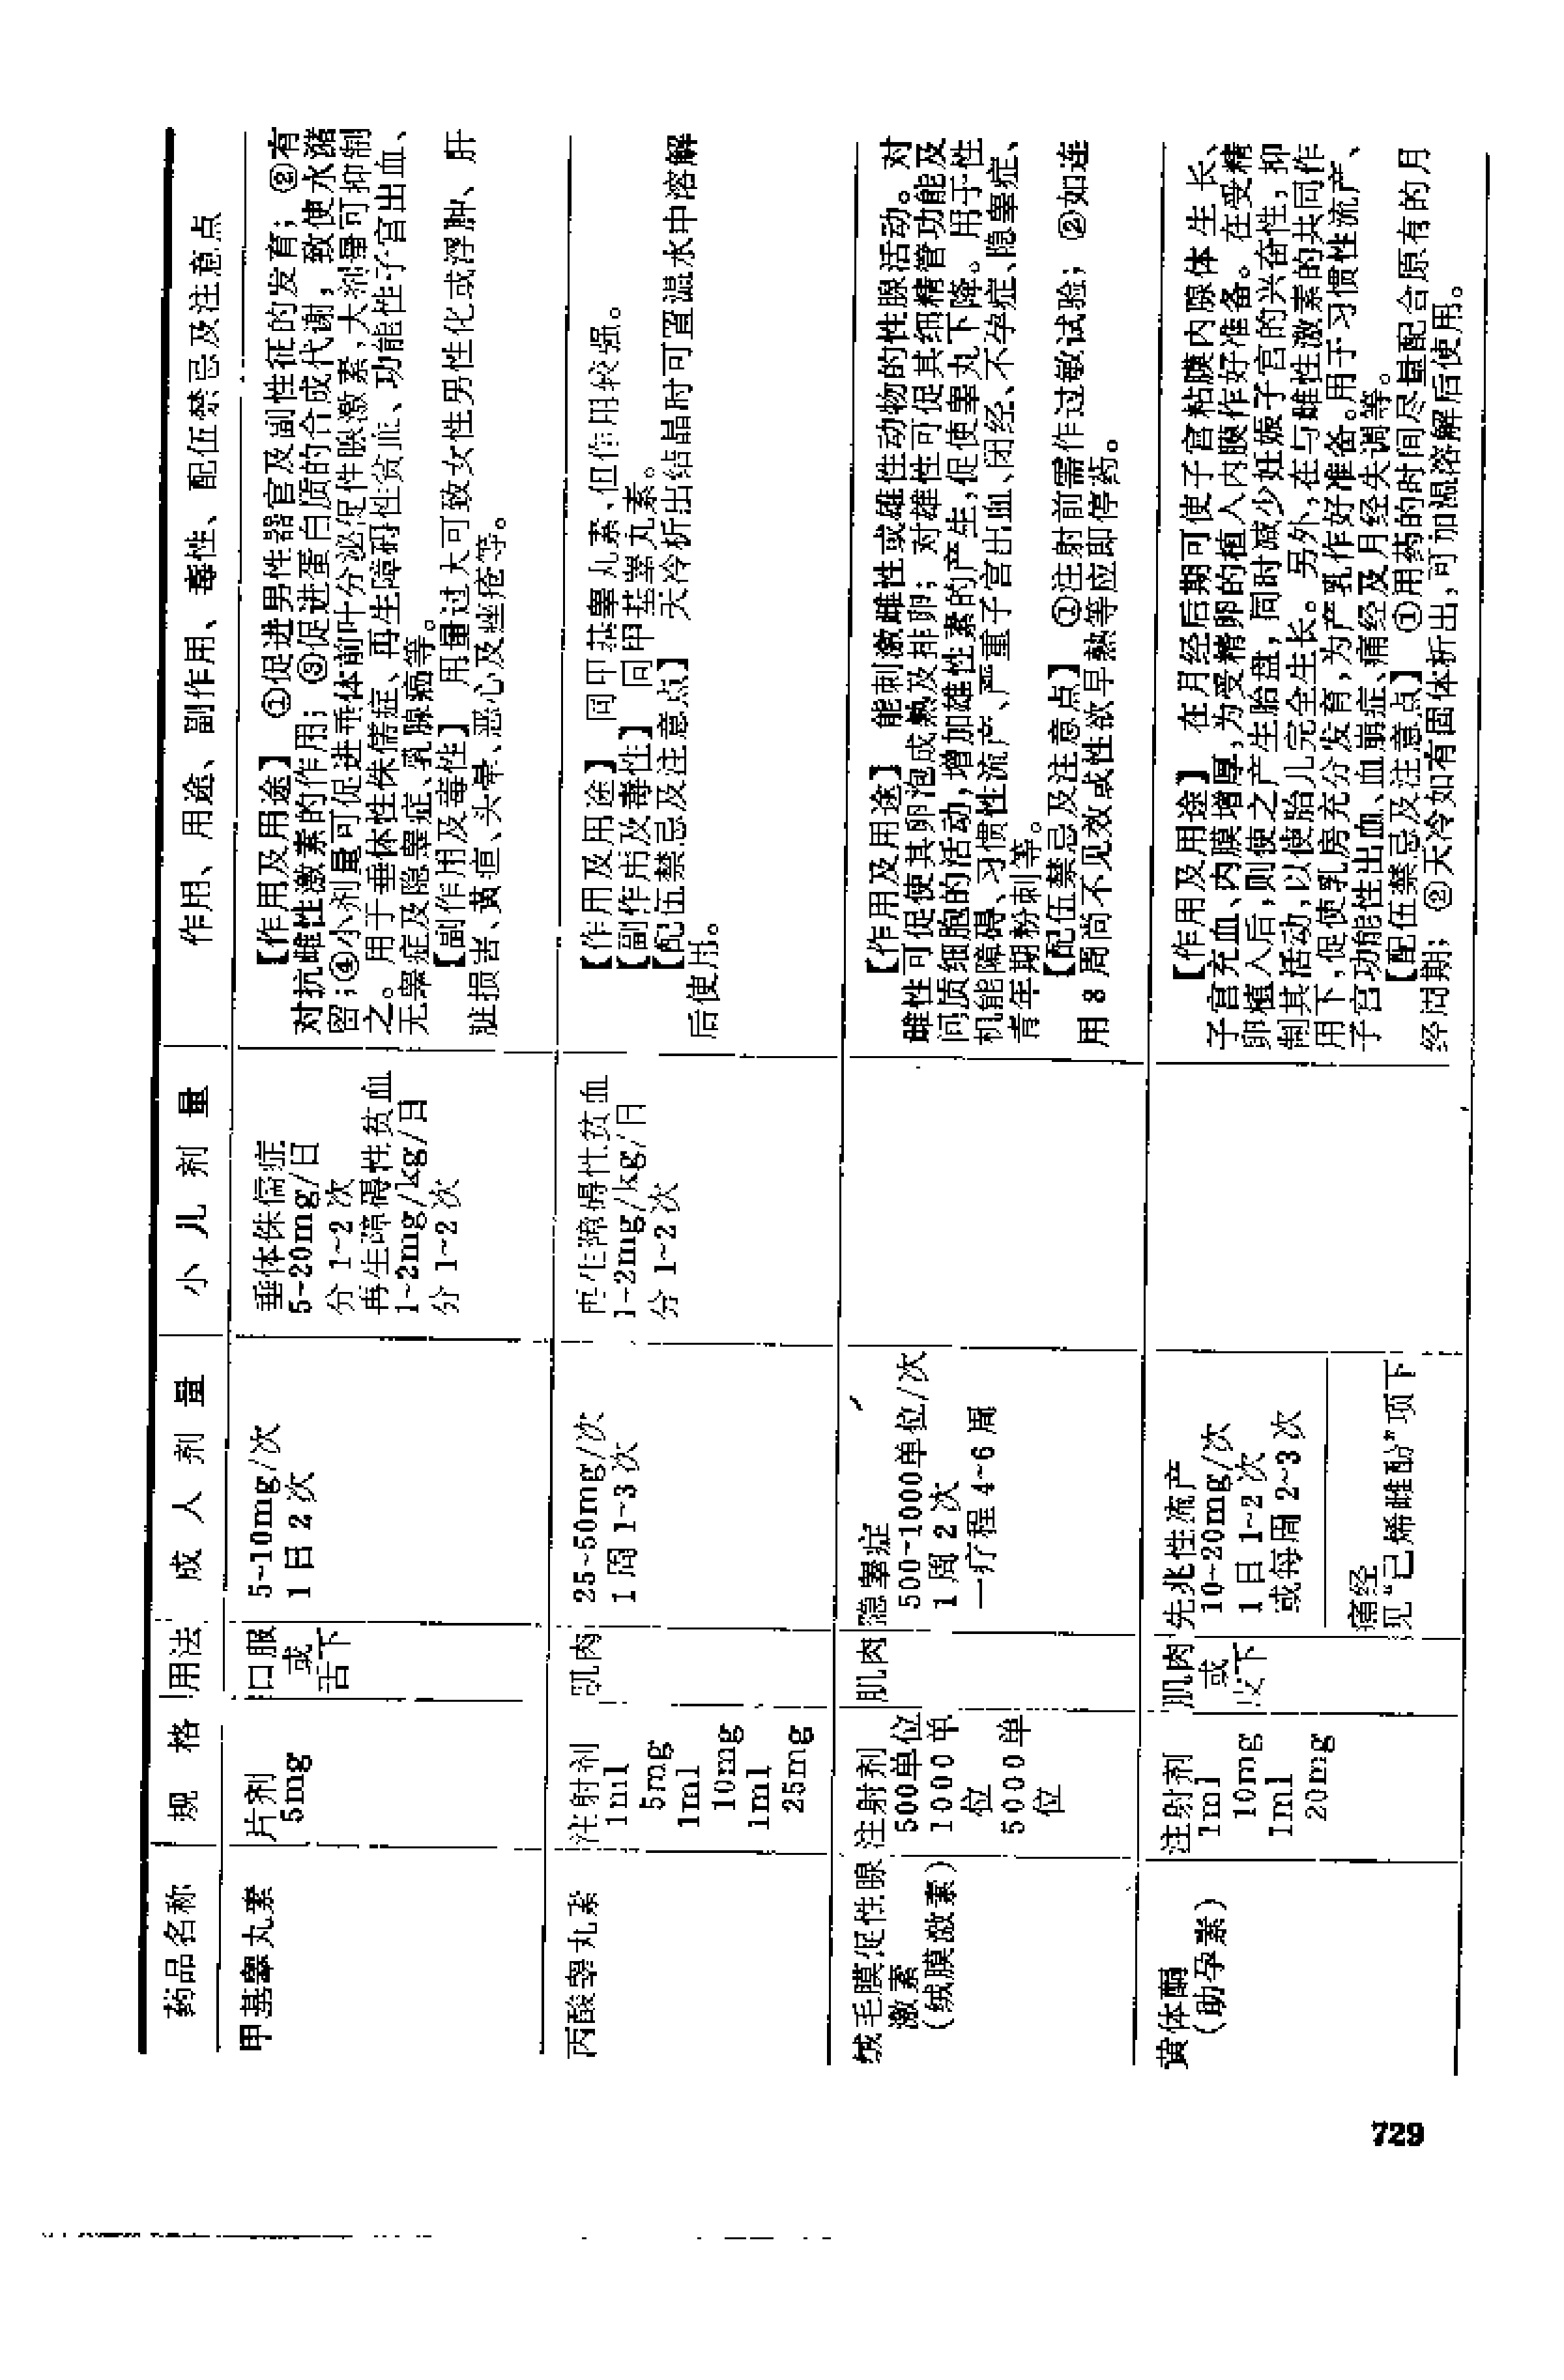 药品名称 规格 用法 成人剂量 小儿剂量 作用、用途、副作用、毒性、配伍禁忌及注意点
甲基睾丸素
片剂
5mg
口服
或
舌下
5~10mg/次
1日2次
垂体侏儒症
5~20mg/日
分1~2次
再生障碍性贫血
1~2mg/kg/日
分1~2次
【作用及用途】 ①促进男性器官及副性征的发育；②有
对抗雌性激素的作用；③促进蛋白质的合成代谢，致使水潴
留；④小剂量可促进垂体前叶分泌促性腺激素，大剂量可抑制
之。用于垂体性侏儒症、再生障碍性贫血、功能性子宫出血、
无睾症及隐睾症、乳腺癌等。
【副作用及毒性】 用量过大可致女性男性化或浮肿、肝
脏损害、黄疸、头晕、恶心及痤疮等。
丙酸睾丸素
注射剂
1ml
5mg
1ml
10mg
1ml
25mg
肌肉
25~50mg/次
1周1~3次
再生障碍性贫血
1~2mg/kg/日
分1~2次
【作用及用途】 同甲基睾丸素，但作用较强。
【副作用及毒性】 同甲基睾丸素。
【配伍禁忌及注意点】 天冷析出结晶时可置温水中溶解
后使用。
绒毛膜促性腺
激素
（绒膜激素）
注射剂
500单位
1000单
位
5000单
位
肌肉
隐睾症
500~1000单位/次
1周2次
一疗程4~6周
【作用及用途】 能刺激雌性或雄性动物的性腺活动。对
雌性可促使其卵泡成熟及排卵；对雄性可促其细精管功能及
间质细胞的活动，增加雄性素的产生，促使睾丸下降。用于性
机能障碍、习惯性流产、严重子宫出血、闭经、不孕症、隐睾症、
青年期粉刺等。
【配伍禁忌及注意点】 ①注射前需作过敏试验；②如连
用8周尚不见效或性欲早熟等应即停药。
黄体酮
（助孕素）
注射剂
1ml
10mg
1ml
20mg
肌肉
或
皮下
先兆性流产
10~20mg/次
1日1~2次
或每周2~3次
痛经
见“已烯雌酚”项下
【作用及用途】 在月经后期可使子宫粘膜内腺体生长、
子宫充血、内膜增厚，为受精卵的植入内膜作好准备。在受精
卵植入后，则使之产生胎盘，同时减少妊娠子宫的兴奋性，抑
制其活动，以使胎儿完全生长。另外，在与雌性激素的共同作
用下，促使乳房充分发育，为产乳作好准备。用于习惯性流产、
子宫功能性出血、血崩症、痛经及月经失调等。
【配伍禁忌及注意点】 ①用药的时间尽量配合原有的月
经周期；②天冷如有固体析出，可加温溶解后使用。
729